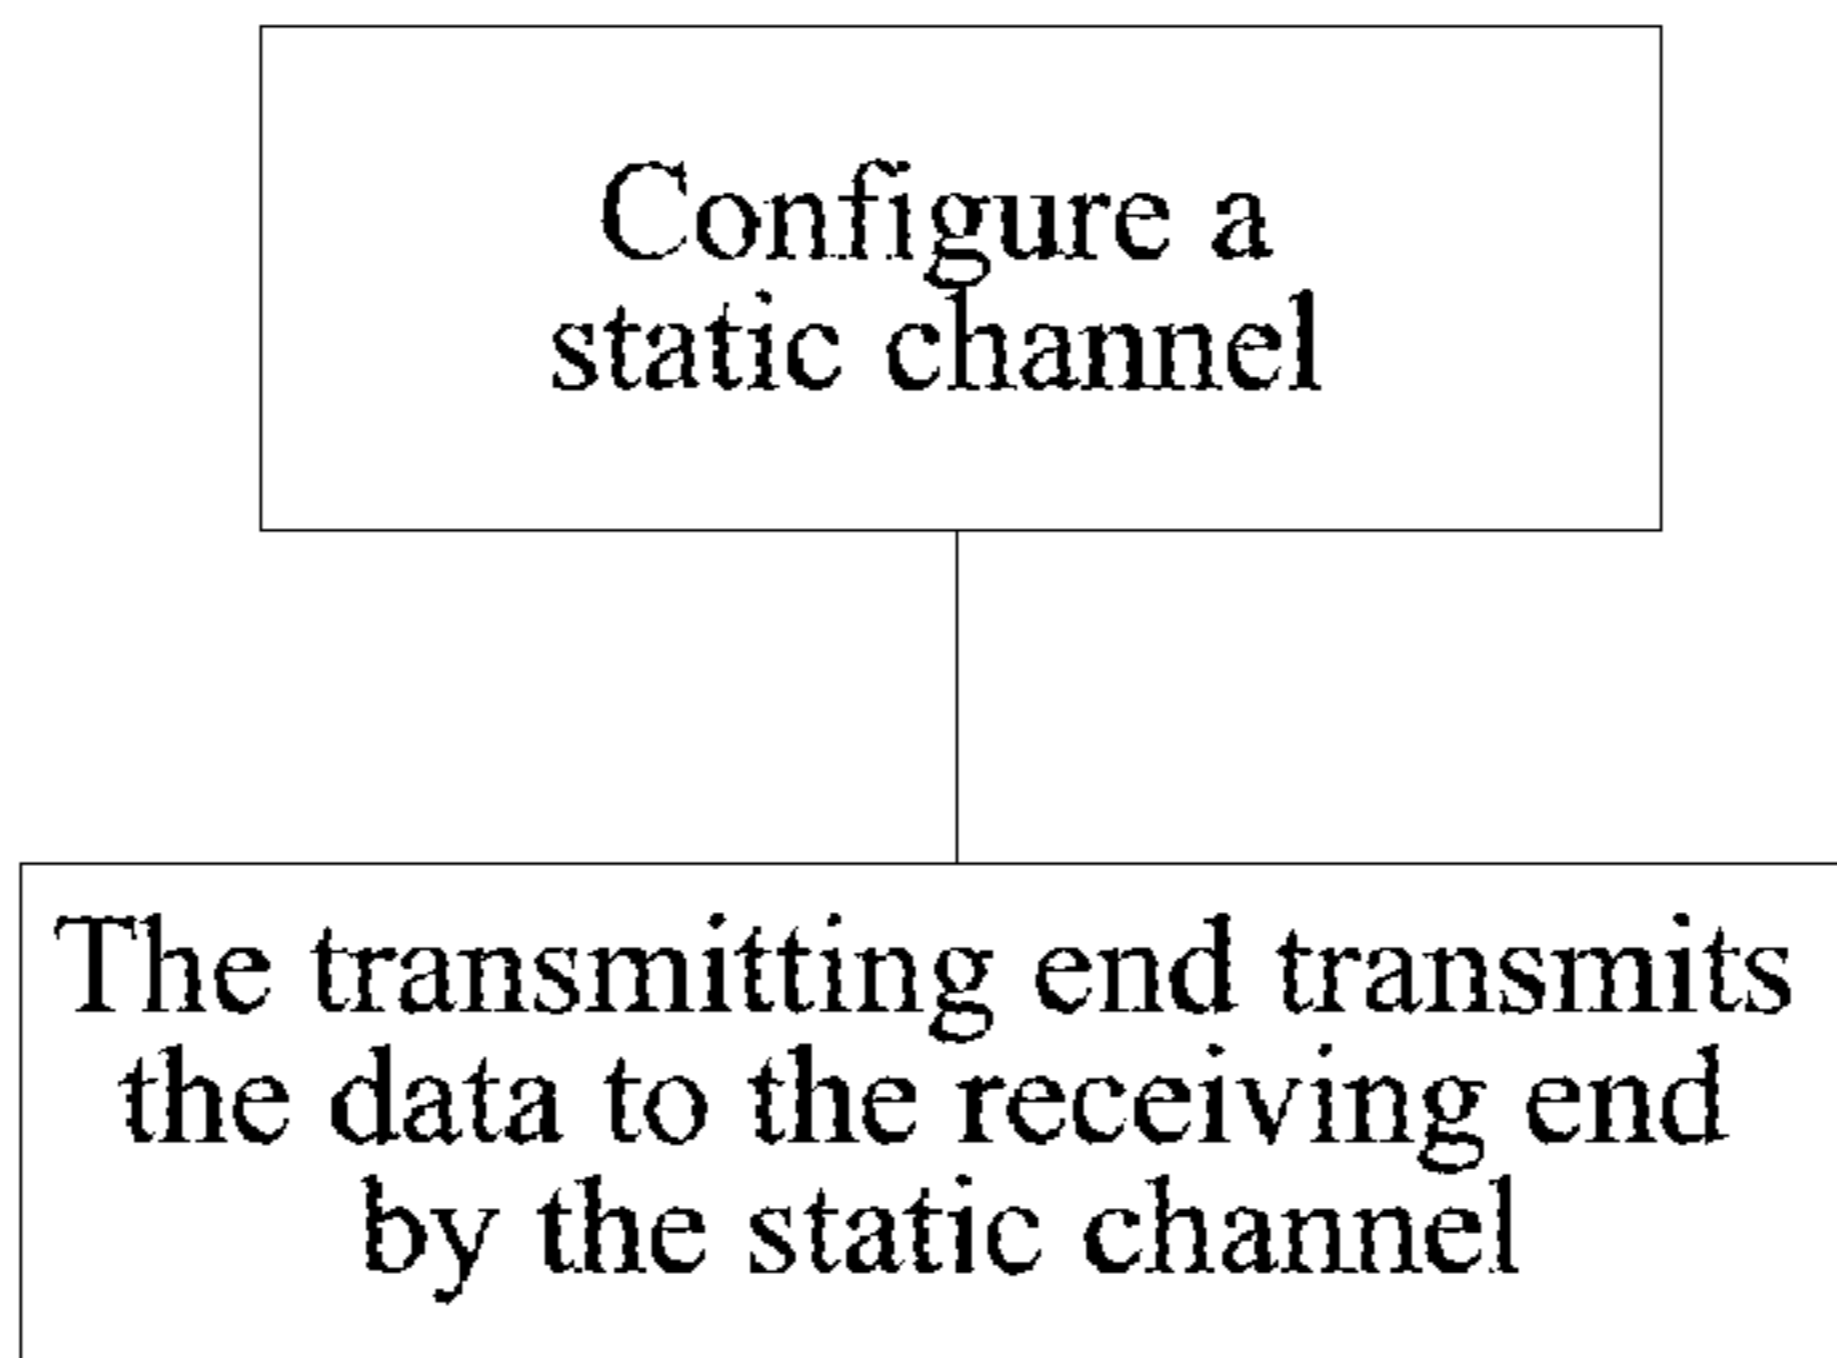 Configure a
static channel
The transmitting end transmits
the data to the receiving end
by the static channel